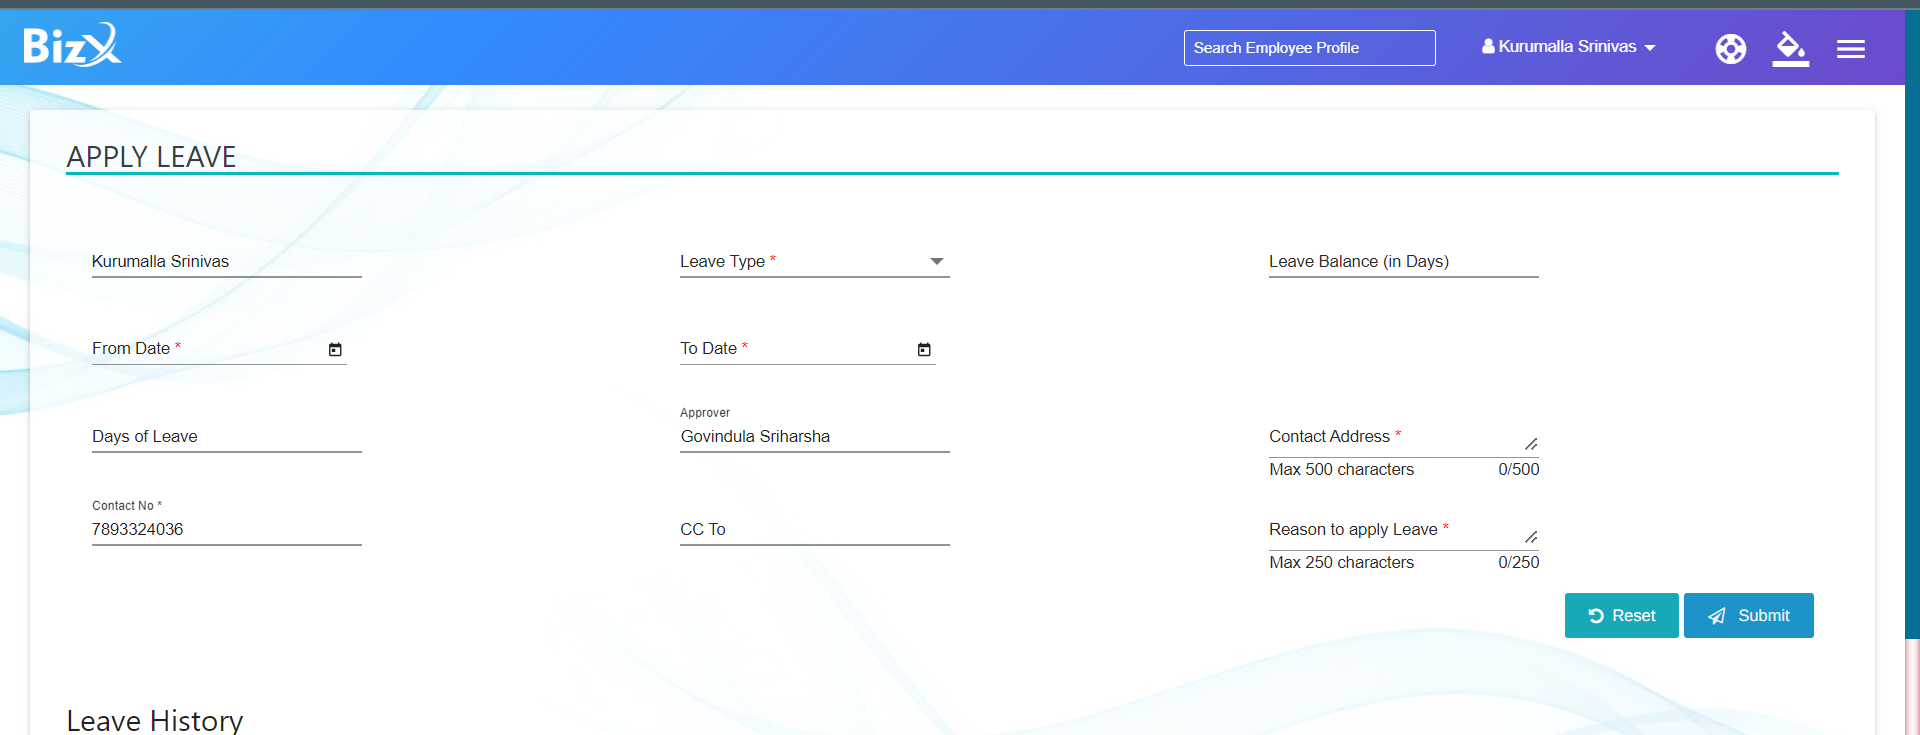 BizX
Search Employee Profile
Kurumalla Srinivas
APPLY LEAVE
Kurumalla Srinivas
Leave Type *
Leave Balance (in Days)
From Date *
To Date *
Days of Leave
Approver
Govindula Sriharsha
Contact Address *
Max 500 characters
0/500
Contact No *
7893324036
CC To
Reason to apply Leave *
Max 250 characters
0/250
Reset
Submit
Leave History